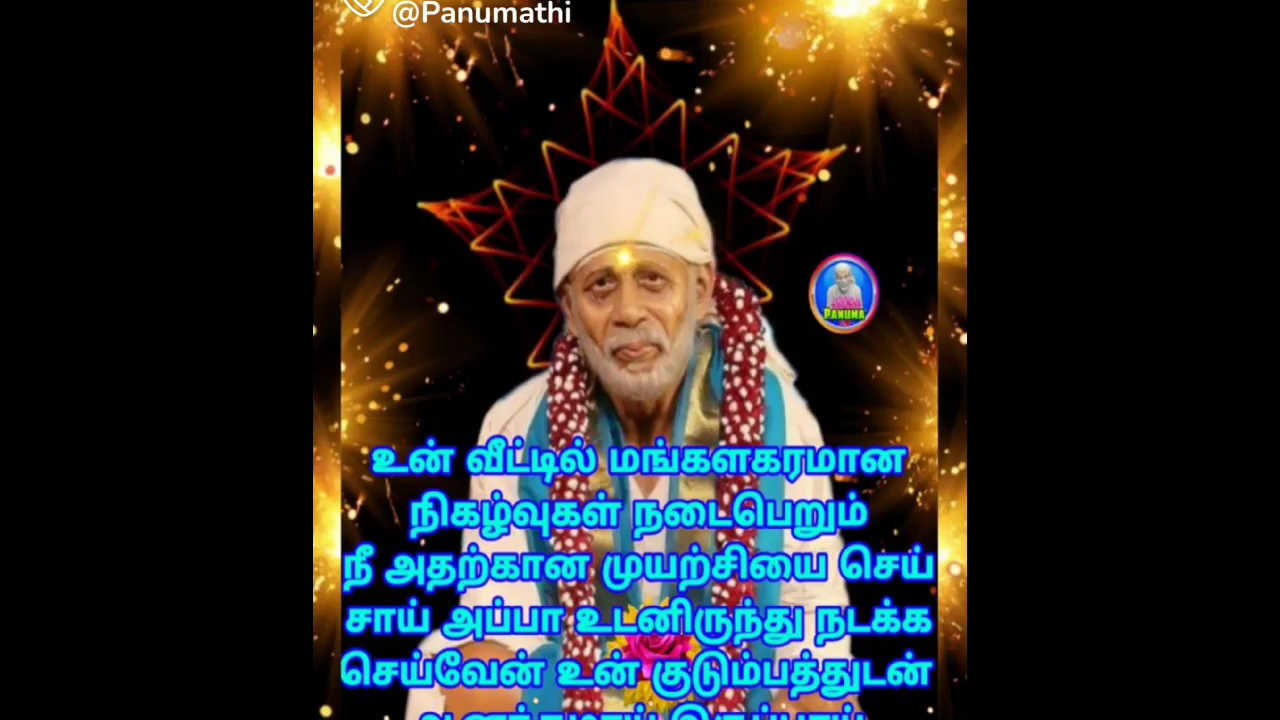 @Panumathi
PANUMA
உன் வீட்டில் மங்களகரமான
நிகழ்வுகள் நடைபெறும்
நீ அதற்கான முயற்சியை செய்
சாய் அப்பா உடனிருந்து நடக்க
செய்வேன் உன் குடும்பத்துடன்